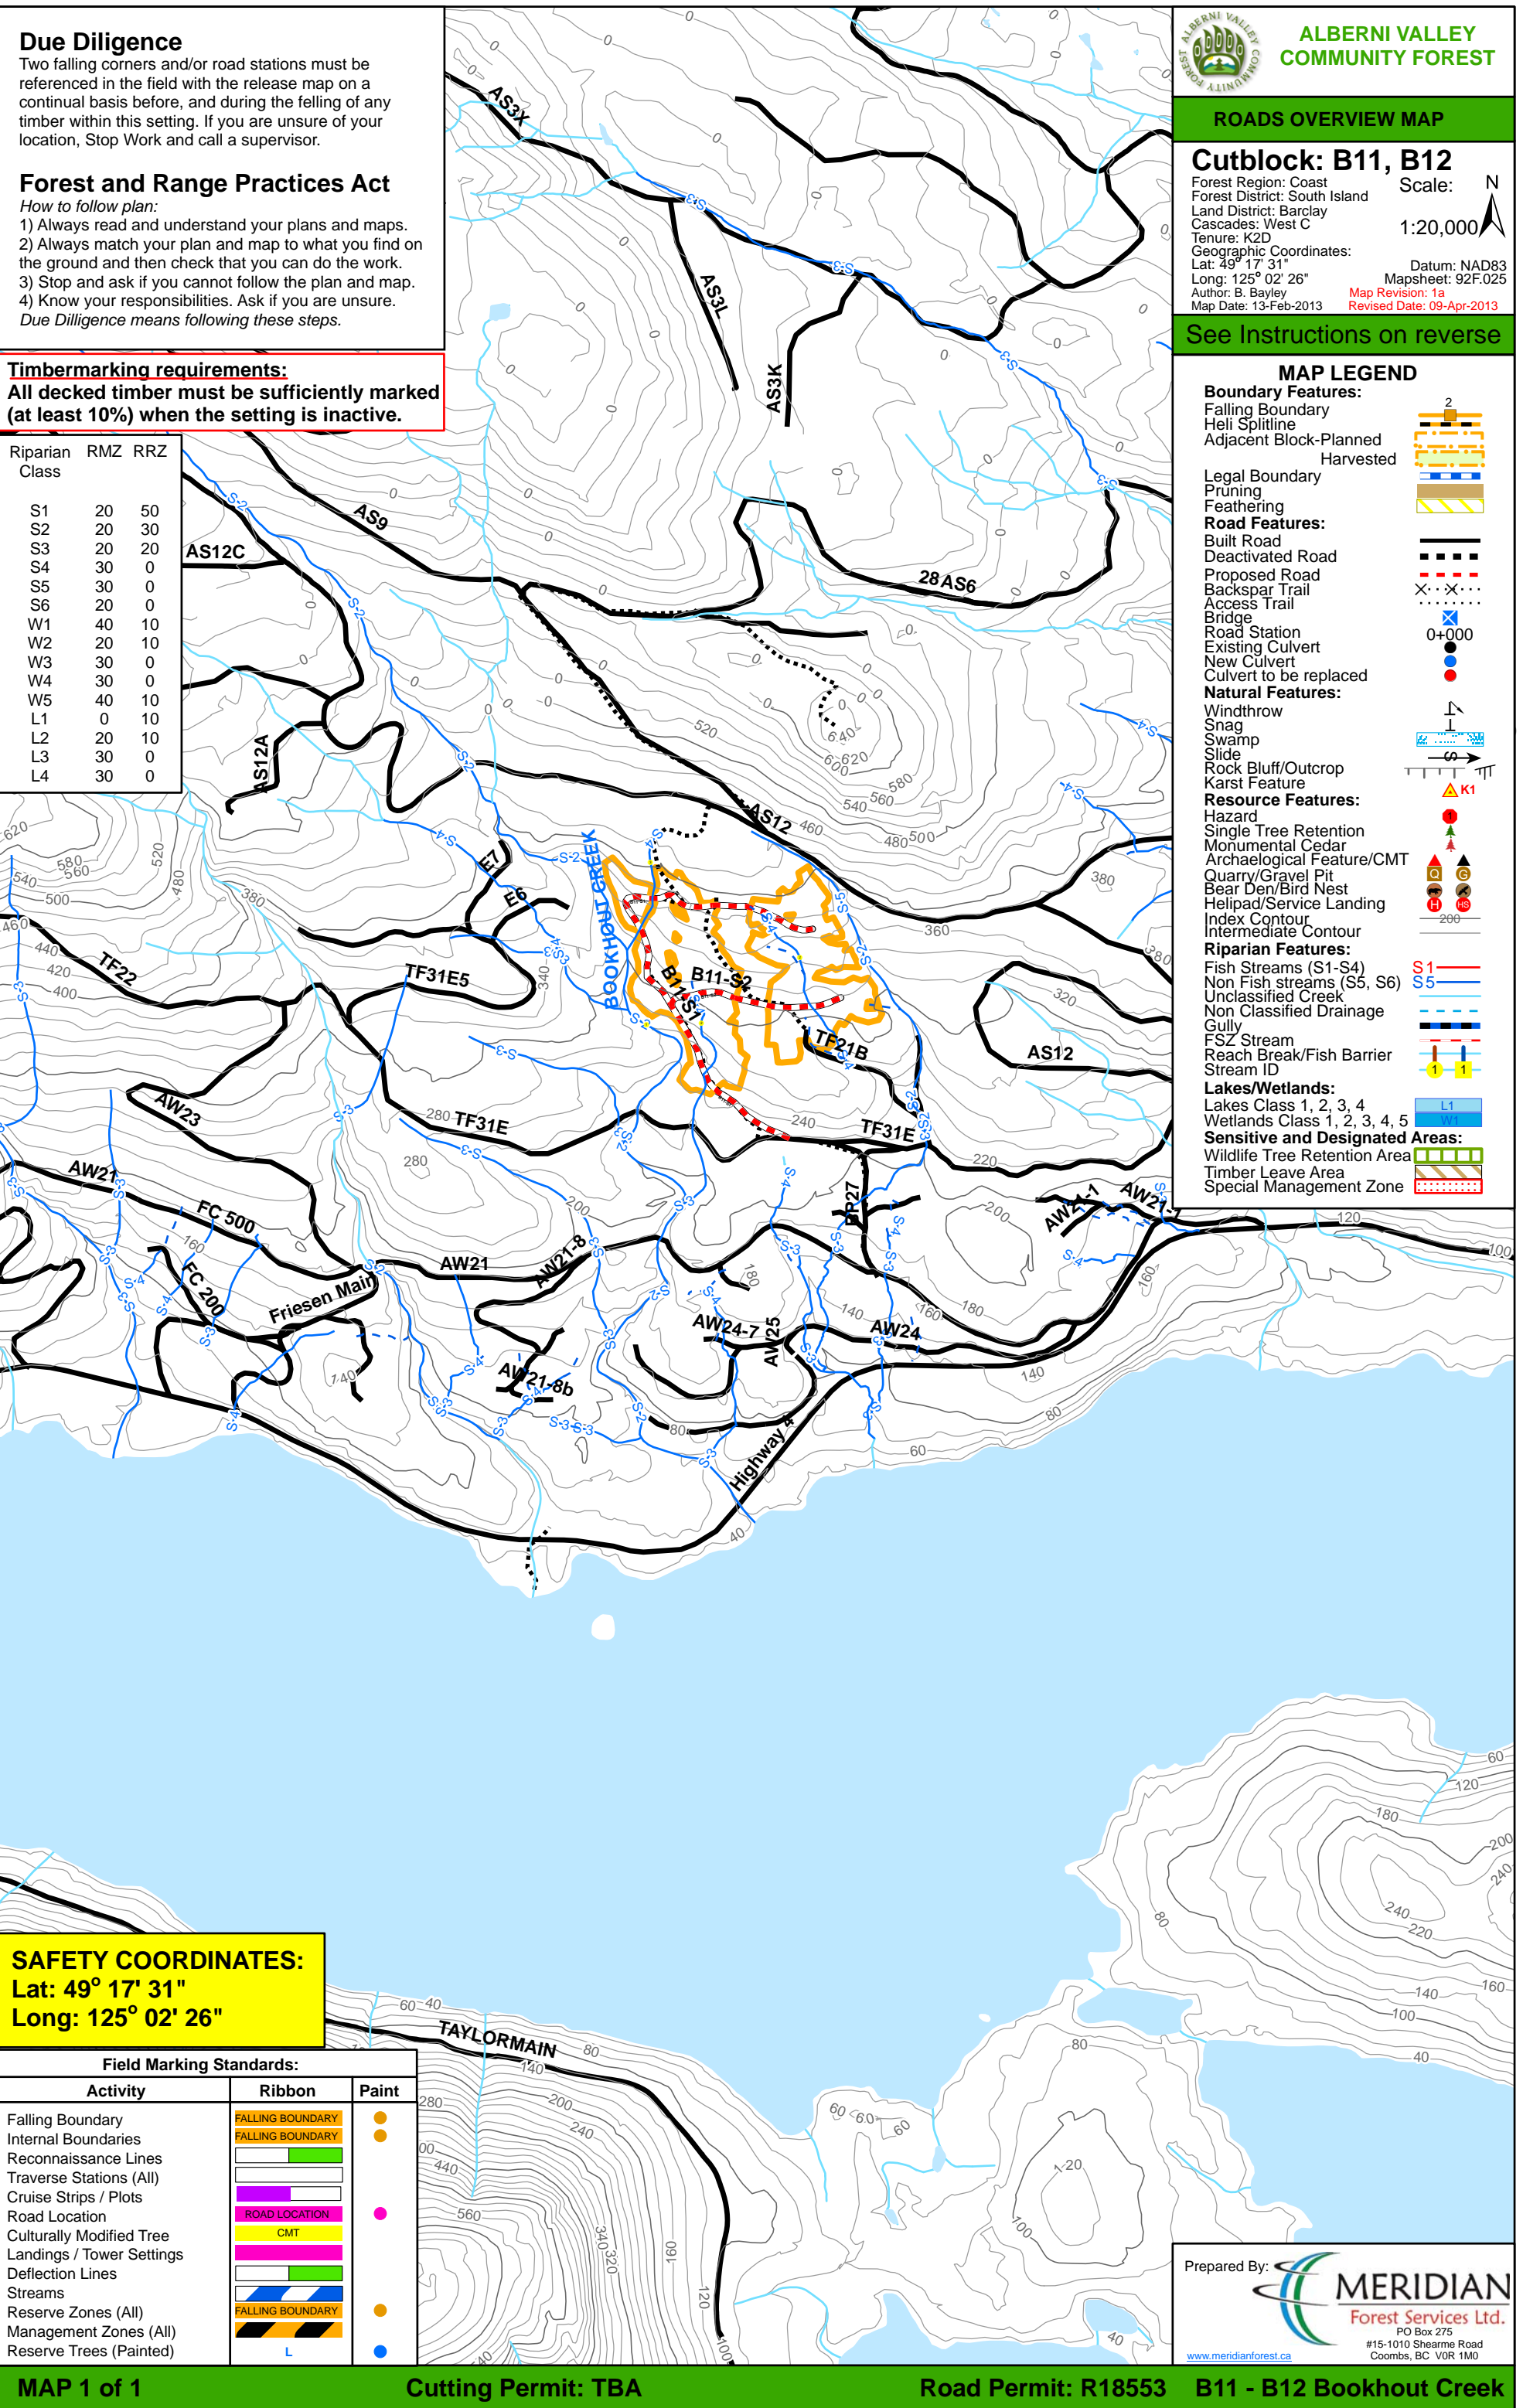 Due Diligence
Two falling corners and/or road stations must be
referenced in the field with the release map on a
continual basis before, and during the felling of any
timber within this setting. If you are unsure of your
location, Stop Work and call a supervisor.
Forest and Range Practices Act
How to follow plan:
1) Always read and understand your plans and maps.
2) Always match your plan and map to what you find on
the ground and then check that you can do the work.
3) Stop and ask if you cannot follow the plan and map.
4) Know your responsibilities. Ask if you are unsure.
Due Dilligence means following these steps.
Timbermarking requirements:
All decked timber must be sufficiently marked
(at least 10%) when the setting is inactive.
Riparian Class RMZ RRZ
S1 20 50
S2 20 30
S3 20 20
S4 30 0
S5 30 0
S6 20 0
W1 40 10
W2 20 10
W3 30 0
W4 30 0
W5 40 10
L1 0 10
L2 20 10
L3 30 0
L4 30 0
ALBERNI VALLEY COMMUNITY FOREST
ALBERNI VALLEY
COMMUNITY FOREST
ROADS OVERVIEW MAP
Cutblock: B11, B12
Forest Region: Coast
Forest District: South Island
Land District: Barclay
Cascades: West C
Tenure: K2D
Geographic Coordinates:
Lat: 49° 17' 31"
Long: 125° 02' 26"
Author: B. Bayley
Map Date: 13-Feb-2013
Scale: N
1:20,000
Datum: NAD83
Mapsheet: 92F.025
Map Revision: 1a
Revised Date: 09-Apr-2013
See Instructions on reverse
MAP LEGEND
Boundary Features:
Falling Boundary 2
Heli Splitline
Adjacent Block-Planned
Harvested
Legal Boundary
Pruning
Feathering
Road Features:
Built Road
Deactivated Road
Proposed Road
Backspar Trail
Access Trail
Bridge
Road Station 0+000
Existing Culvert
New Culvert
Culvert to be replaced
Natural Features:
Windthrow
Snag
Swamp
Slide S
Rock Bluff/Outcrop
Karst Feature K1
Resource Features:
Hazard 1
Single Tree Retention
Monumental Cedar
Archaelogical Feature/CMT
Quarry/Gravel Pit Q G
Bear Den/Bird Nest
Helipad/Service Landing H HS
Index Contour 200
Intermediate Contour
Riparian Features:
Fish Streams (S1-S4) S1
Non Fish streams (S5, S6) S5
Unclassified Creek
Non Classified Drainage
Gully
FSZ Stream
Reach Break/Fish Barrier
Stream ID 1 1
Lakes/Wetlands:
Lakes Class 1, 2, 3, 4 L1
Wetlands Class 1, 2, 3, 4, 5 W1
Sensitive and Designated Areas:
Wildlife Tree Retention Area
Timber Leave Area
Special Management Zone
AS3X
AS3L
AS3K
AS9
AS12C
28AS6
AS12A
AS12
E7
E6
BOOKHOUT CREEK
TF22
TF31E5
B11-S2
B11-S1
TF21B
AS12
AW23
TF31E
TF31E
AW21
FC 500
BR27
AW21-1
AW21-1
AW21
AW21-8
FC 200
Friesen Main
AW24-7
AW25
AW24
AW21-8b
Highway 4
TAYLORMAIN
SAFETY COORDINATES:
Lat: 49° 17' 31"
Long: 125° 02' 26"
Field Marking Standards:
Activity Ribbon Paint
Falling Boundary FALLING BOUNDARY
Internal Boundaries FALLING BOUNDARY
Reconnaissance Lines
Traverse Stations (All)
Cruise Strips / Plots
Road Location ROAD LOCATION
Culturally Modified Tree CMT
Landings / Tower Settings
Deflection Lines
Streams
Reserve Zones (All) FALLING BOUNDARY
Management Zones (All)
Reserve Trees (Painted) L
Prepared By:
MERIDIAN
Forest Services Ltd.
PO Box 275
#15-1010 Shearme Road
Coombs, BC V0R 1M0
www.meridianforest.ca
MAP 1 of 1 Cutting Permit: TBA Road Permit: R18553 B11 - B12 Bookhout Creek